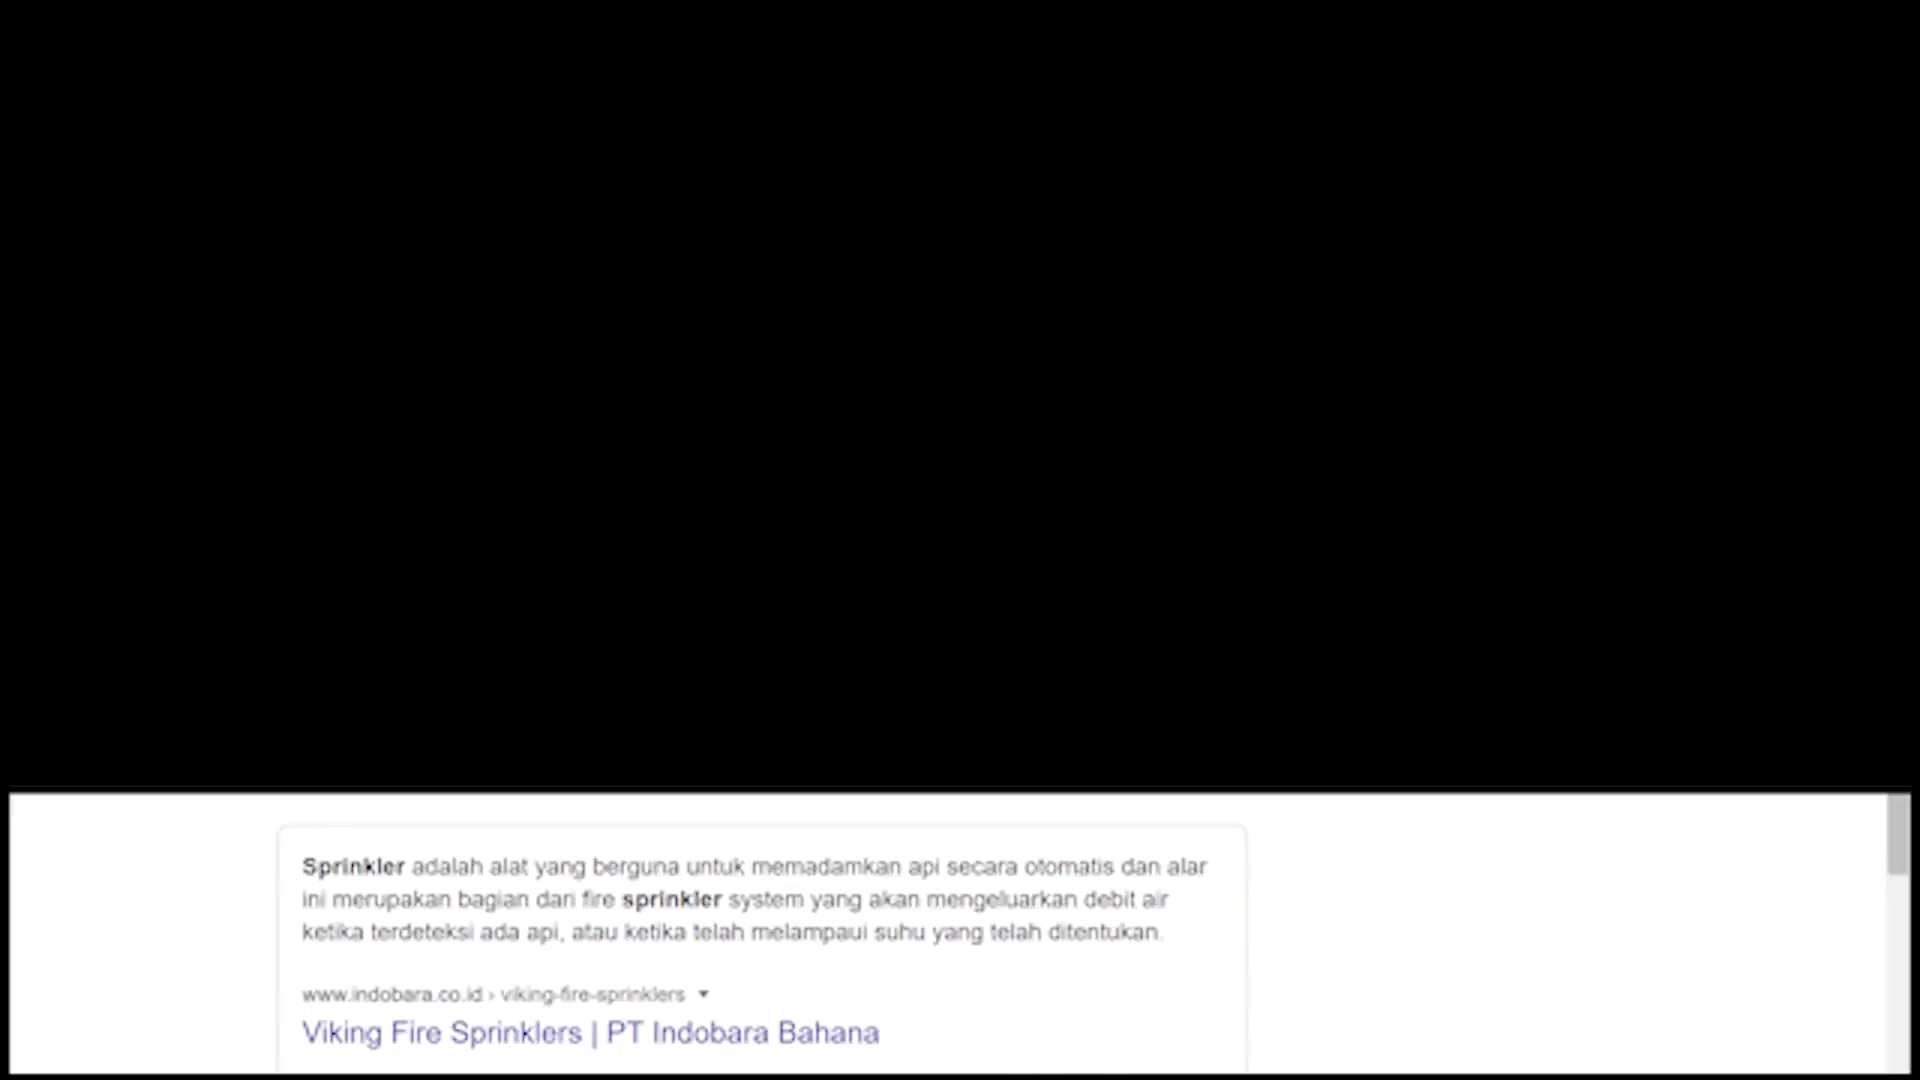 Sprinkler adalah alat yang berguna untuk memadamkan api secara otomatis dan alar
ini merupakan bagian dari fire sprinkler system yang akan mengeluarkan debit air
ketika terdeteksi ada api, atau ketika telah melampaui suhu yang telah ditentukan.
www.indobara.co.id › viking-fire-sprinklers
Viking Fire Sprinklers | PT Indobara Bahana